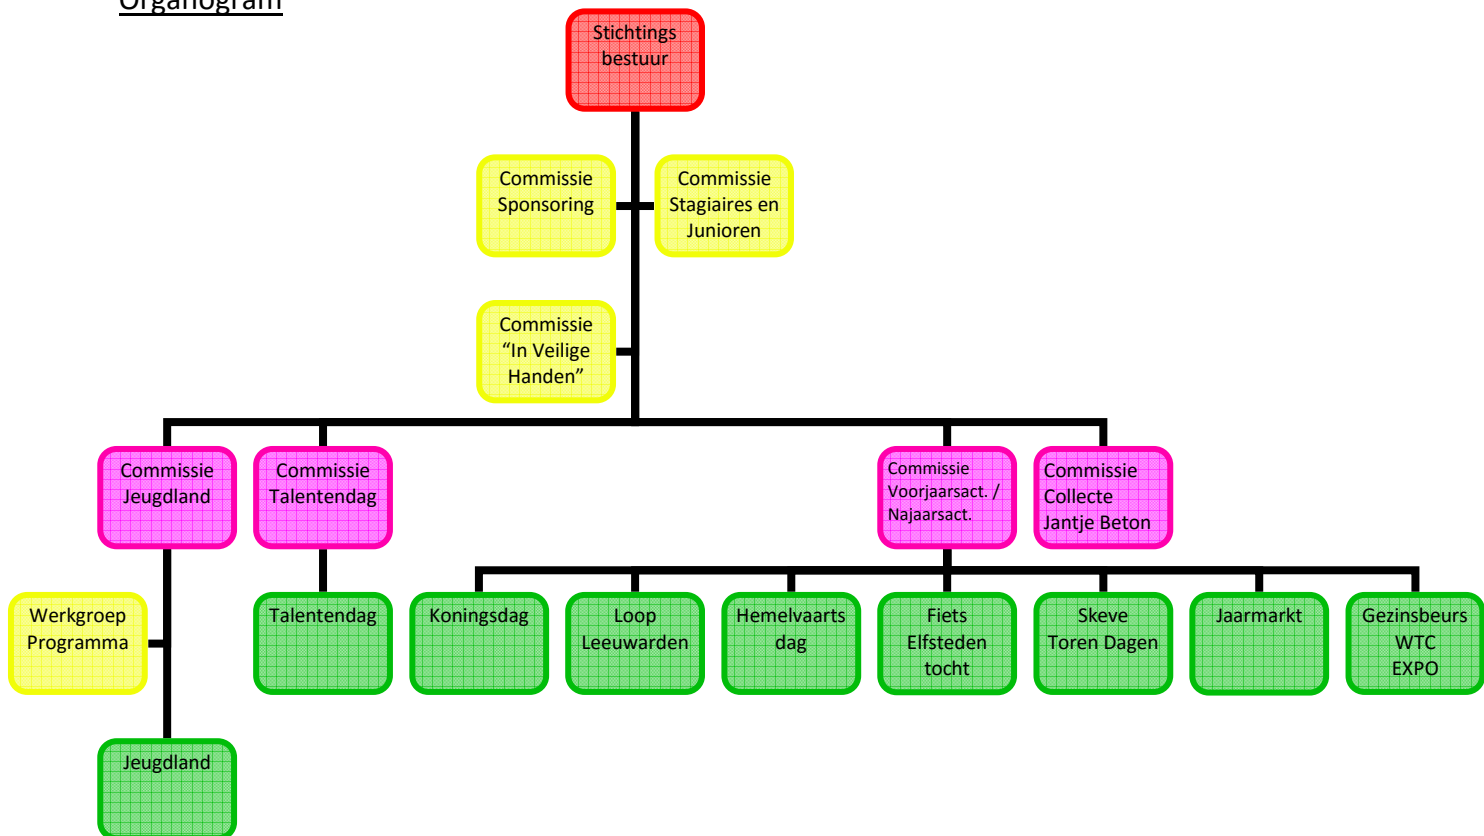 Organogram
Stichtings
bestuur
Commissie
Sponsoring
Commissie
Stagiaires en
Junioren
Commissie
“In Veilige
Handen”
Commissie
Jeugdland
Commissie
Talentendag
Commissie
Voorjaarsact. /
Najaarsact.
Commissie
Collecte
Jantje Beton
Werkgroep
Programma
Talentendag
Koningsdag
Loop
Leeuwarden
Hemelvaarts
dag
Fiets
Elfsteden
tocht
Skeve
Toren Dagen
Jaarmarkt
Gezinsbeurs
WTC
EXPO
Jeugdland